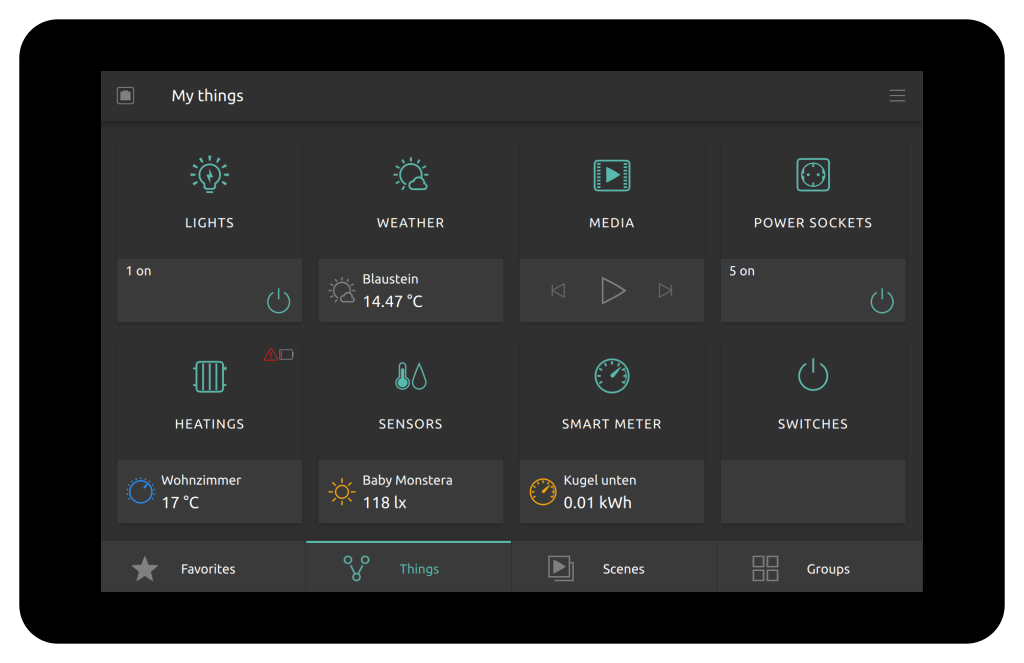 My things
LIGHTS
WEATHER
MEDIA
POWER SOCKETS
1 on
Blaustein
14.47 °C
5 on
HEATINGS
SENSORS
SMART METER
SWITCHES
Wohnzimmer
17 °C
Baby Monstera
118 lx
Kugel unten
0.01 kWh
Favorites
Things
Scenes
Groups